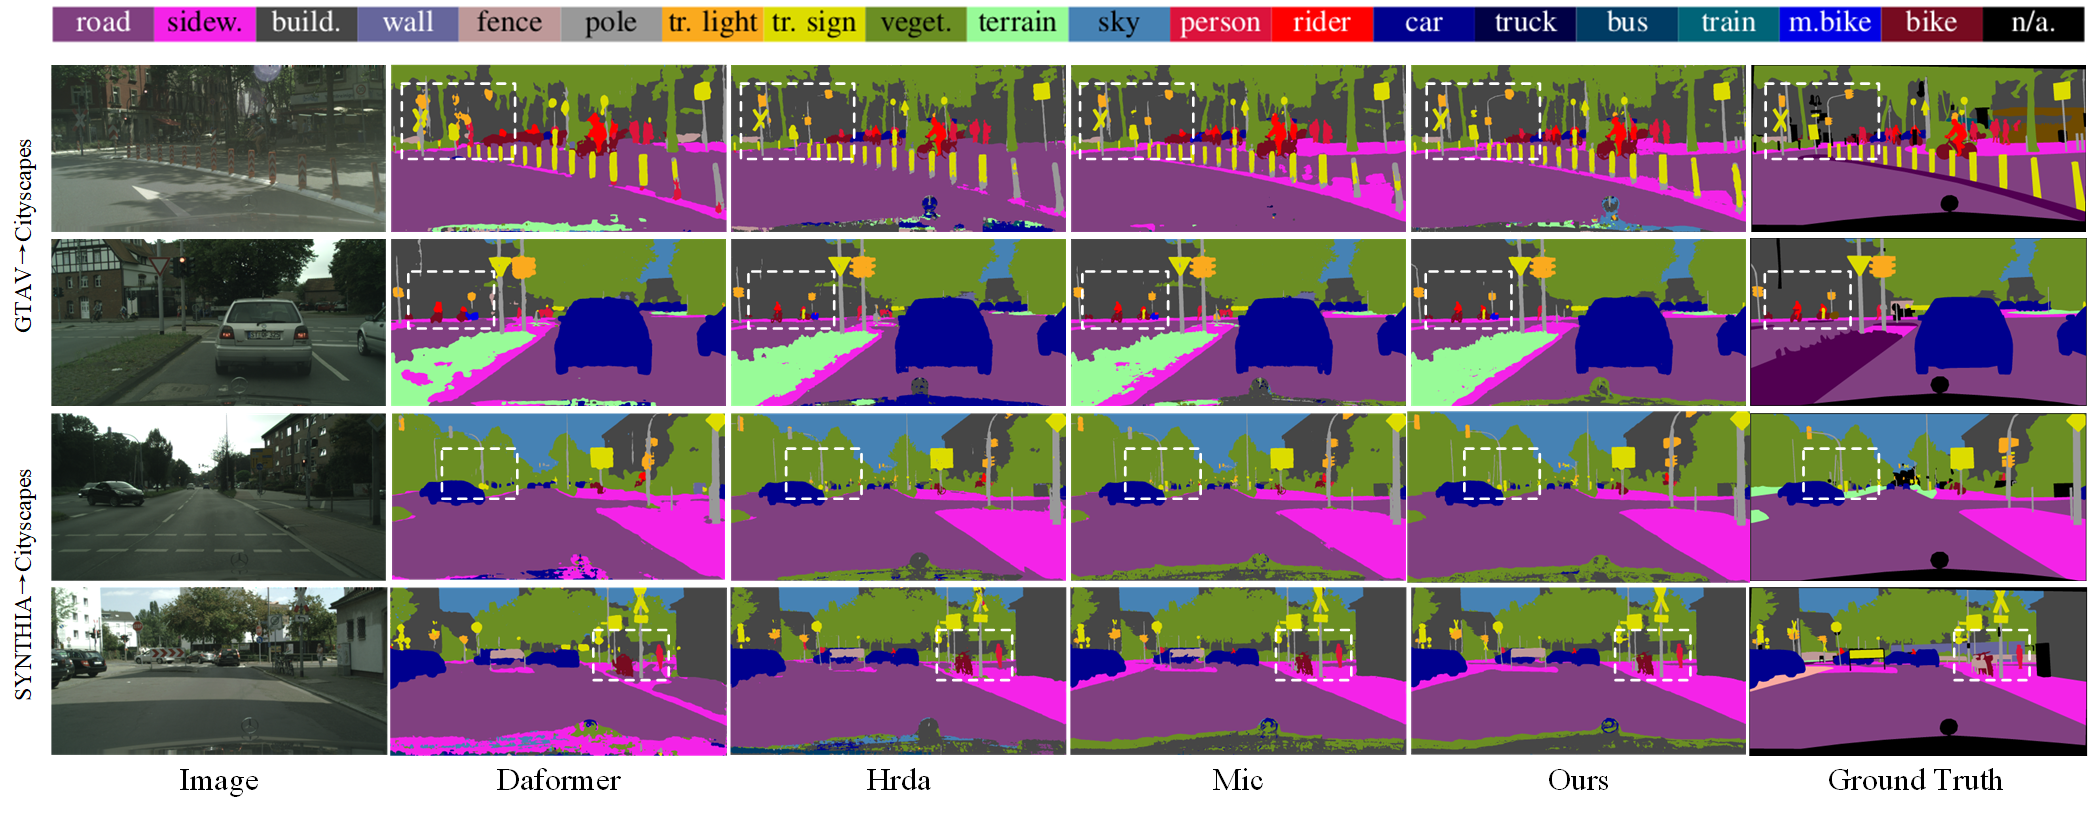 road sidew. build. wall fence pole tr. light tr. sign veget. terrain sky person rider car truck bus train m.bike bike n/a.
GTAV→Cityscapes
SYNTHIA→Cityscapes
Image Daformer Hrda Mic Ours Ground Truth